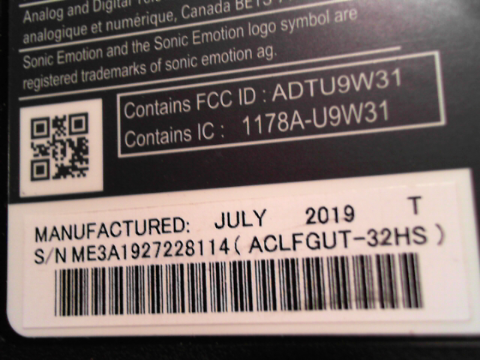 Analog and Digital
analogique et numérique, Canada BETS
Sonic Emotion and the Sonic Emotion logo symbol are
registered trademarks of sonic emotion ag.
Contains FCC ID : ADTU9W31
Contains IC : 1178A-U9W31
MANUFACTURED: JULY 2019 T
S/N ME3A1927228114( ACLFGUT-32HS )